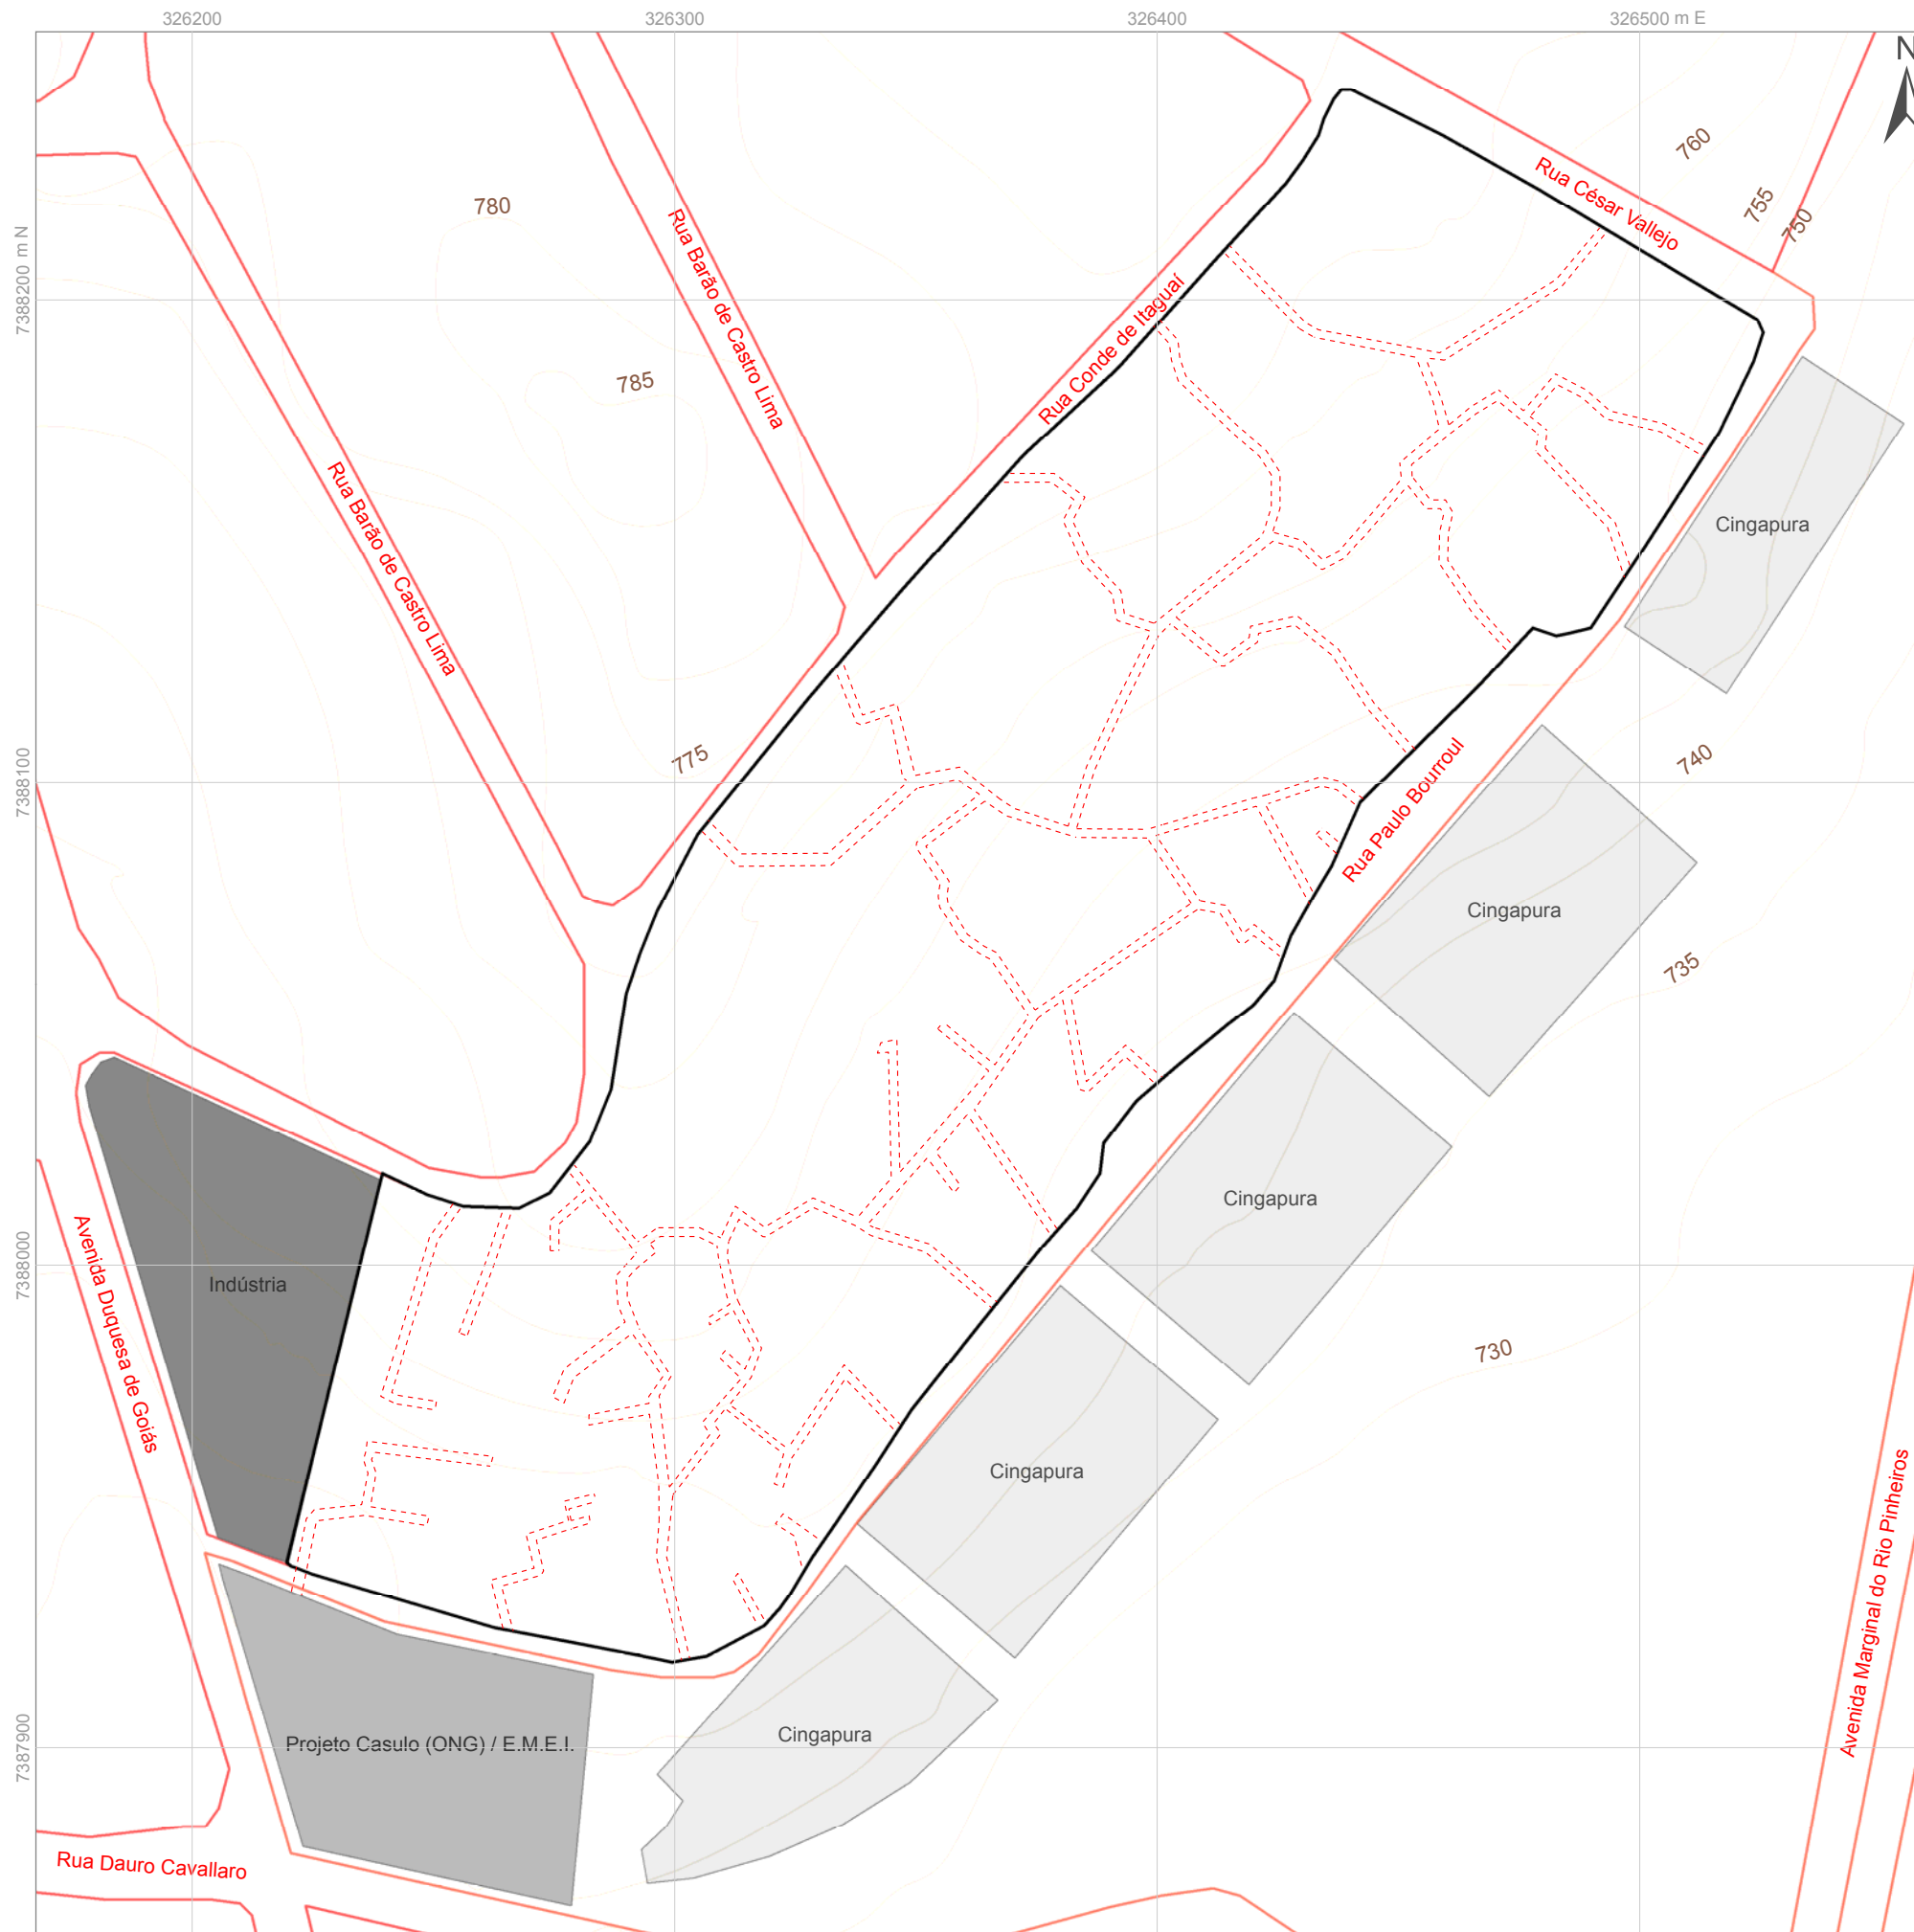 326200
326300
326400
326500 m E
N
760
Rua César Vallejo
755
750
780
Rua Barão de Castro Lima
7388200 m N
Rua Conde de Itaguaí
785
Rua Barão de Castro Lima
Cingapura
775
7388100
740
Rua Paulo Bourroul
Cingapura
735
Cingapura
7388000
Indústria
Avenida Duquesa de Goiás
730
Cingapura
Avenida Marginal do Rio Pinheiros
7387900
Projeto Casulo (ONG) / E.M.E.I.
Cingapura
Rua Dauro Cavallaro